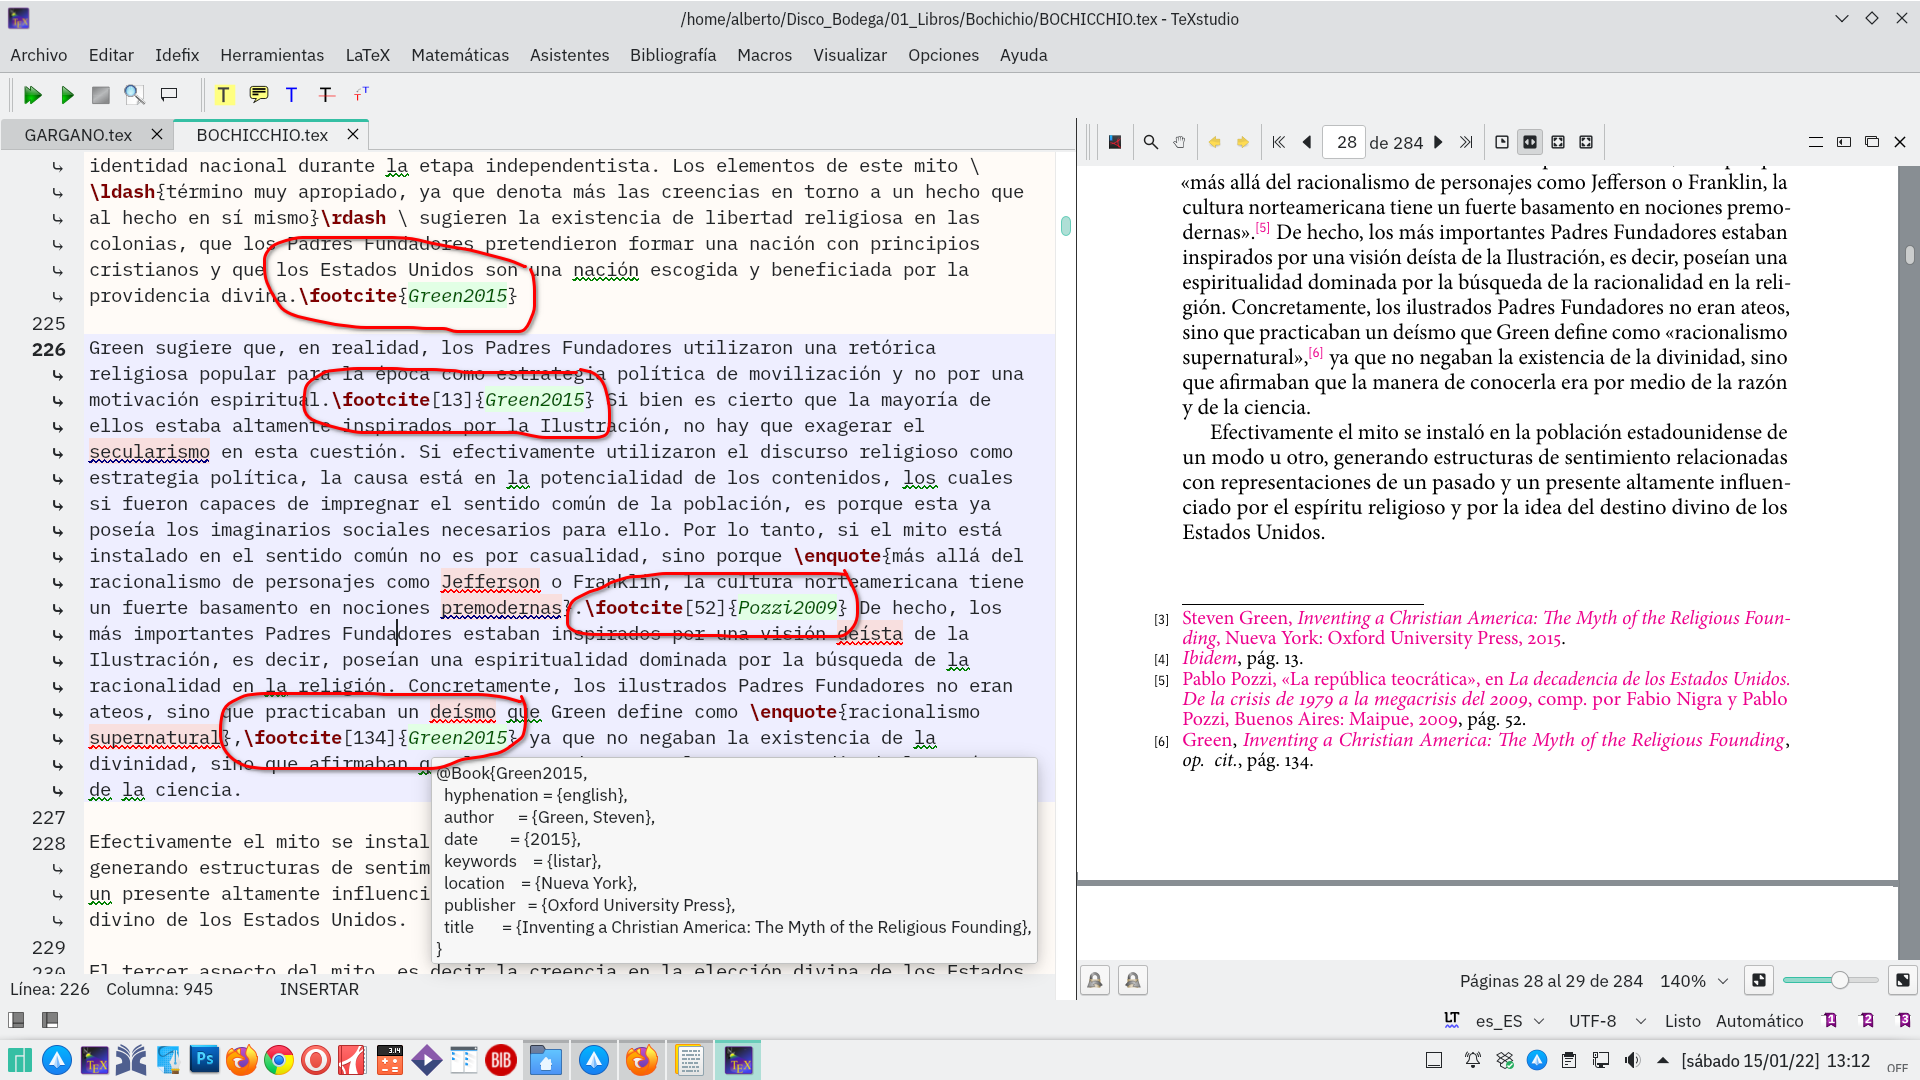 /home/alberto/Disco_Bodega/01_Libros/Bochichio/BOCHICCHIO.tex - TeXstudio
Archivo Editar Idefix Herramientas LaTeX Matemáticas Asistentes Bibliografía Macros Visualizar Opciones Ayuda
GARGANO.tex BOCHICCHIO.tex
identidad nacional durante la etapa independentista. Los elementos de este mito \
\ldash{término muy apropiado, ya que denota más las creencias en torno a un hecho que
al hecho en sí mismo}\rdash \ sugieren la existencia de libertad religiosa en las
colonias, que los Padres Fundadores pretendieron formar una nación con principios
cristianos y que los Estados Unidos son una nación escogida y beneficiada por la
providencia divina.\footcite{Green2015}
225
226 Green sugiere que, en realidad, los Padres Fundadores utilizaron una retórica
religiosa popular para la época como estrategia política de movilización y no por una
motivación espiritual.\footcite[13]{Green2015} Si bien es cierto que la mayoría de
ellos estaba altamente inspirados por la Ilustración, no hay que exagerar el
secularismo en esta cuestión. Si efectivamente utilizaron el discurso religioso como
estrategia política, la causa está en la potencialidad de los contenidos, los cuales
si fueron capaces de impregnar el sentido común de la población, es porque esta ya
poseía los imaginarios sociales necesarios para ello. Por lo tanto, si el mito está
instalado en el sentido común no es por casualidad, sino porque \enquote{más allá del
racionalismo de personajes como Jefferson o Franklin, la cultura norteamericana tiene
un fuerte basamento en nociones premodernas}.\footcite[52]{Pozzi2009} De hecho, los
más importantes Padres Fundadores estaban inspirados por una visión deísta de la
Ilustración, es decir, poseían una espiritualidad dominada por la búsqueda de la
racionalidad en la religión. Concretamente, los ilustrados Padres Fundadores no eran
ateos, sino que practicaban un deísmo que Green define como \enquote{racionalismo
supernatural},\footcite[134]{Green2015} ya que no negaban la existencia de la
divinidad, sino que afirmaban
de la ciencia.
227
228 Efectivamente el mito se instal
generando estructuras de sentim
un presente altamente influenci
divino de los Estados Unidos.
229
230 El tercer aspecto del mito, es decir la creencia en la elección divina de los Estados
@Book{Green2015,
hyphenation = {english},
author = {Green, Steven},
date = {2015},
keywords = {listar},
location = {Nueva York},
publisher = {Oxford University Press},
title = {Inventing a Christian America: The Myth of the Religious Founding},
}
Línea: 226 Columna: 945 INSERTAR
28 de 284
«más allá del racionalismo de personajes como Jefferson o Franklin, la
cultura norteamericana tiene un fuerte basamento en nociones premo-
dernas».[5] De hecho, los más importantes Padres Fundadores estaban
inspirados por una visión deísta de la Ilustración, es decir, poseían una
espiritualidad dominada por la búsqueda de la racionalidad en la reli-
gión. Concretamente, los ilustrados Padres Fundadores no eran ateos,
sino que practicaban un deísmo que Green define como «racionalismo
supernatural»,[6] ya que no negaban la existencia de la divinidad, sino
que afirmaban que la manera de conocerla era por medio de la razón
y de la ciencia.
Efectivamente el mito se instaló en la población estadounidense de
un modo u otro, generando estructuras de sentimiento relacionadas
con representaciones de un pasado y un presente altamente influen-
ciado por el espíritu religioso y por la idea del destino divino de los
Estados Unidos.
[3] Steven Green, Inventing a Christian America: The Myth of the Religious Foun-
ding, Nueva York: Oxford University Press, 2015.
[4] Ibidem, pág. 13.
[5] Pablo Pozzi, «La república teocrática», en La decadencia de los Estados Unidos.
De la crisis de 1979 a la megacrisis del 2009, comp. por Fabio Nigra y Pablo
Pozzi, Buenos Aires: Maipue, 2009, pág. 52.
[6] Green, Inventing a Christian America: The Myth of the Religious Founding,
op. cit., pág. 134.
Páginas 28 al 29 de 284 140%
LT es_ES UTF-8 Listo Automático 1 2 3
TEX Ps 3.14 BIB TEX [sábado 15/01/22] 13:12 OFF